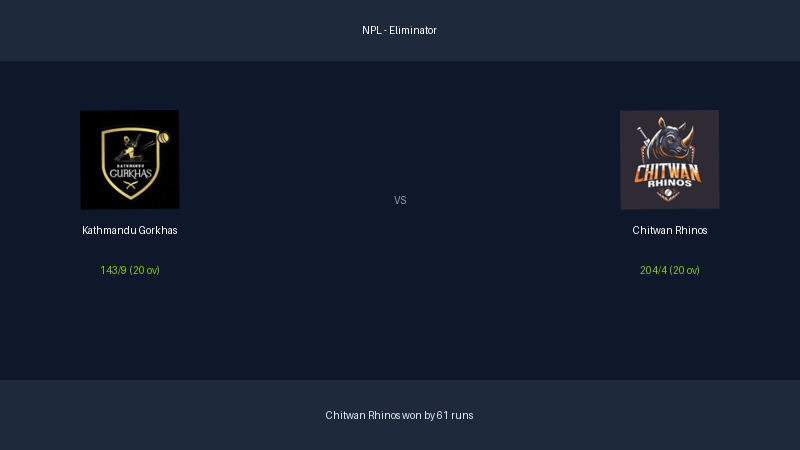 NPL - Eliminator
KATHMANDU
GURKHAS
CHITWAN
RHINOS
VS
Kathmandu Gorkhas
Chitwan Rhinos
143/9 (20 ov)
204/4 (20 ov)
Chitwan Rhinos won by 61 runs